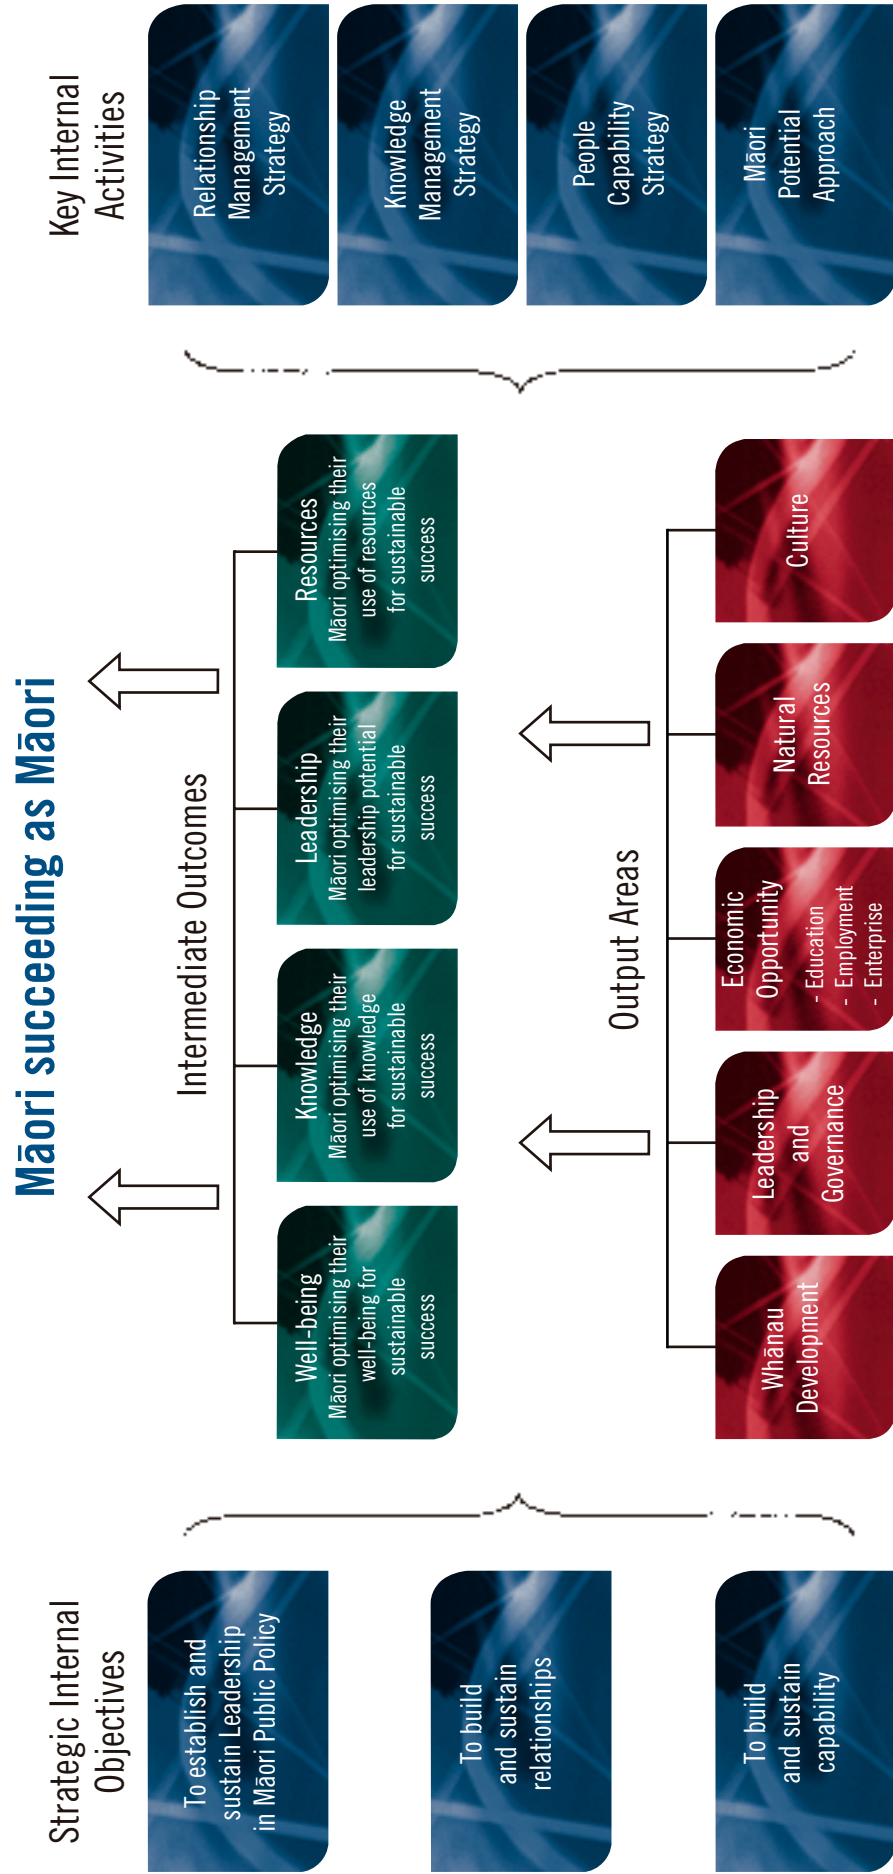 Māori succeeding as Māori
Strategic Internal
Objectives
To establish and
sustain Leadership
in Māori Public Policy
To build
and sustain
relationships
To build
and sustain
capability
Intermediate Outcomes
Well-being
Māori optimising their
well-being for
sustainable
success
Knowledge
Māori optimising their
use of knowledge
for sustainable
success
Leadership
Māori optimising their
leadership potential
for sustainable
success
Resources
Māori optimising their
use of resources
for sustainable
success
Output Areas
Whānau
Development
Leadership
and
Governance
Economic
Opportunity
- Education
- Employment
- Enterprise
Natural
Resources
Culture
Key Internal
Activities
Relationship
Management
Strategy
Knowledge
Management
Strategy
People
Capability
Strategy
Māori
Potential
Approach